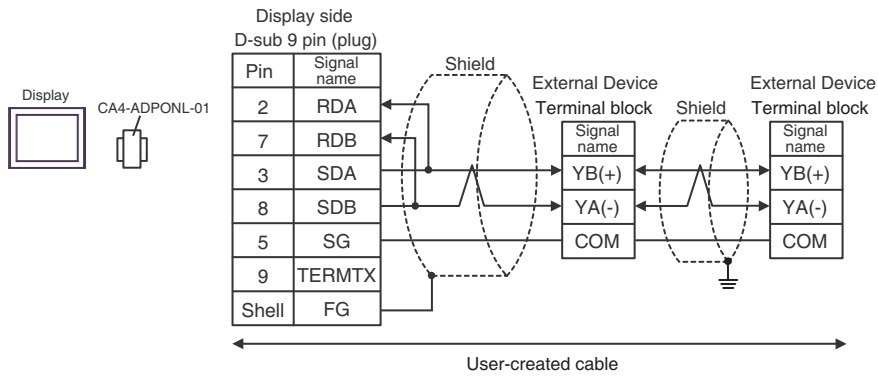 Display side
D-sub 9 pin (plug)
Display
CA4-ADPONL-01
Pin
Signal
name
2
RDA
7
RDB
3
SDA
8
SDB
5
SG
9
TERMTX
Shell
FG
Shield
External Device
Terminal block
Signal
name
YB(+)
YA(-)
COM
Shield
External Device
Terminal block
Signal
name
YB(+)
YA(-)
COM
User-created cable